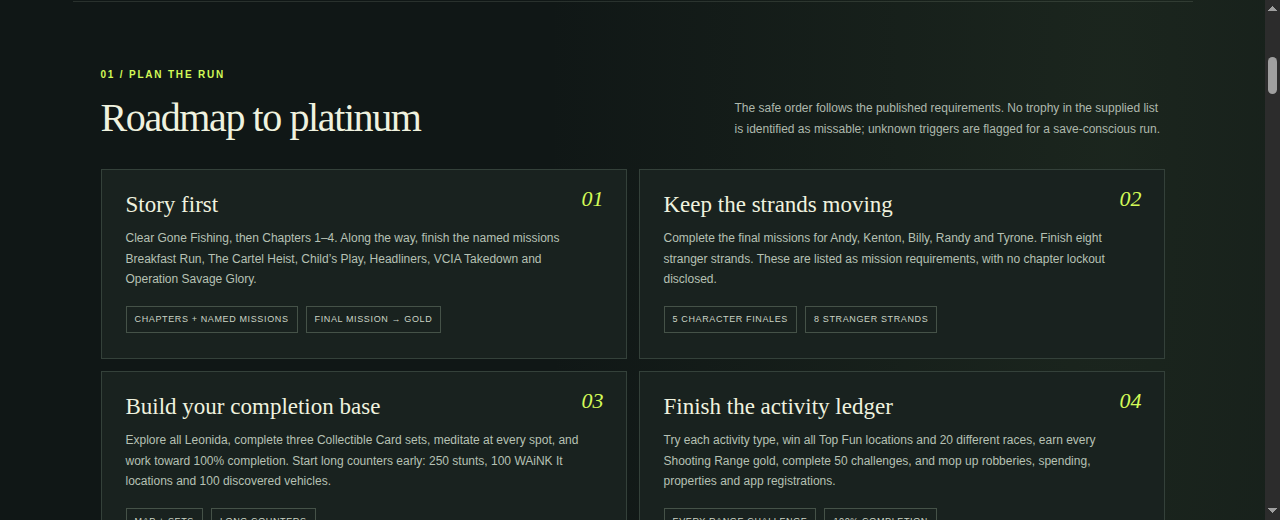 01 / PLAN THE RUN
Roadmap to platinum
The safe order follows the published requirements. No trophy in the supplied list
is identified as missable; unknown triggers are flagged for a save-conscious run.
Story first
01
Clear Gone Fishing, then Chapters 1–4. Along the way, finish the named missions
Breakfast Run, The Cartel Heist, Child’s Play, Headliners, VCIA Takedown and
Operation Savage Glory.
CHAPTERS + NAMED MISSIONS
FINAL MISSION → GOLD
Keep the strands moving
02
Complete the final missions for Andy, Kenton, Billy, Randy and Tyrone. Finish eight
stranger strands. These are listed as mission requirements, with no chapter lockout
disclosed.
5 CHARACTER FINALES
8 STRANGER STRANDS
Build your completion base
03
Explore all Leonida, complete three Collectible Card sets, meditate at every spot, and
work toward 100% completion. Start long counters early: 250 stunts, 100 WAiNK It
locations and 100 discovered vehicles.
MAP + SETS
LONG COUNTERS
Finish the activity ledger
04
Try each activity type, win all Top Fun locations and 20 different races, earn every
Shooting Range gold, complete 50 challenges, and mop up robberies, spending,
properties and app registrations.
EVERY RANGE CHALLENGE
100% COMPLETION